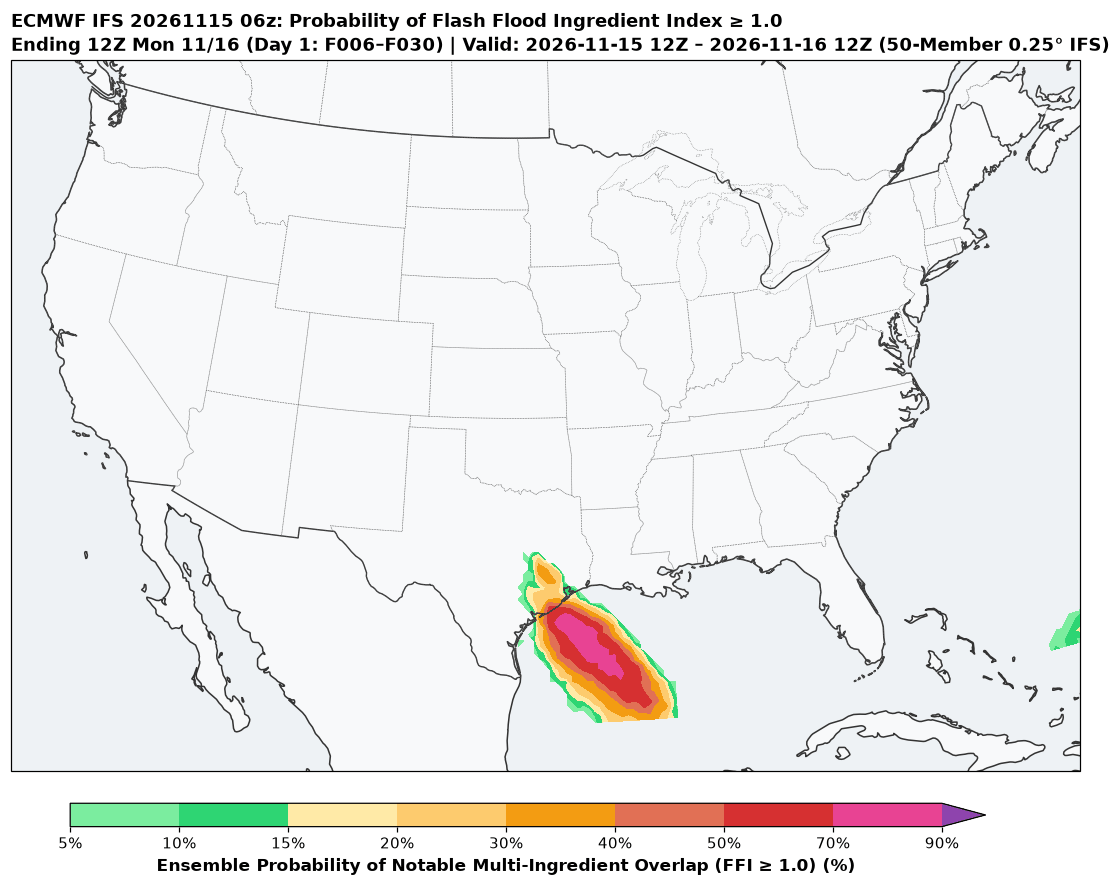 ECMWF IFS 20261115 06z: Probability of Flash Flood Ingredient Index ≥ 1.0
Ending 12Z Mon 11/16 (Day 1: F006–F030) | Valid: 2026-11-15 12Z – 2026-11-16 12Z (50-Member 0.25° IFS)
5% 10% 15% 20% 30% 40% 50% 70% 90%
Ensemble Probability of Notable Multi-Ingredient Overlap (FFI ≥ 1.0) (%)